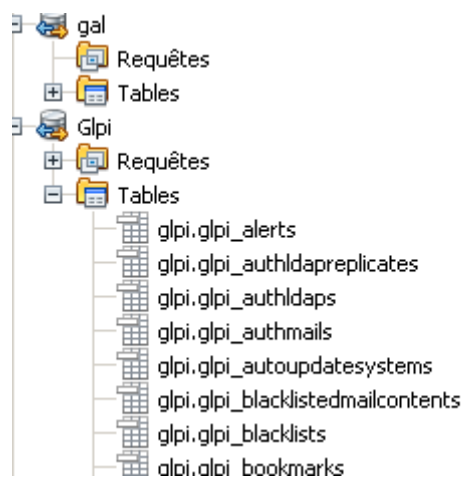 gal
Requêtes
Tables
Glpi
Requêtes
Tables
glpi.glpi_alerts
glpi.glpi_authldapreplicates
glpi.glpi_authldaps
glpi.glpi_authmails
glpi.glpi_autoupdatesystems
glpi.glpi_blacklistedmailcontents
glpi.glpi_blacklists
glpi.glpi_bookmarks